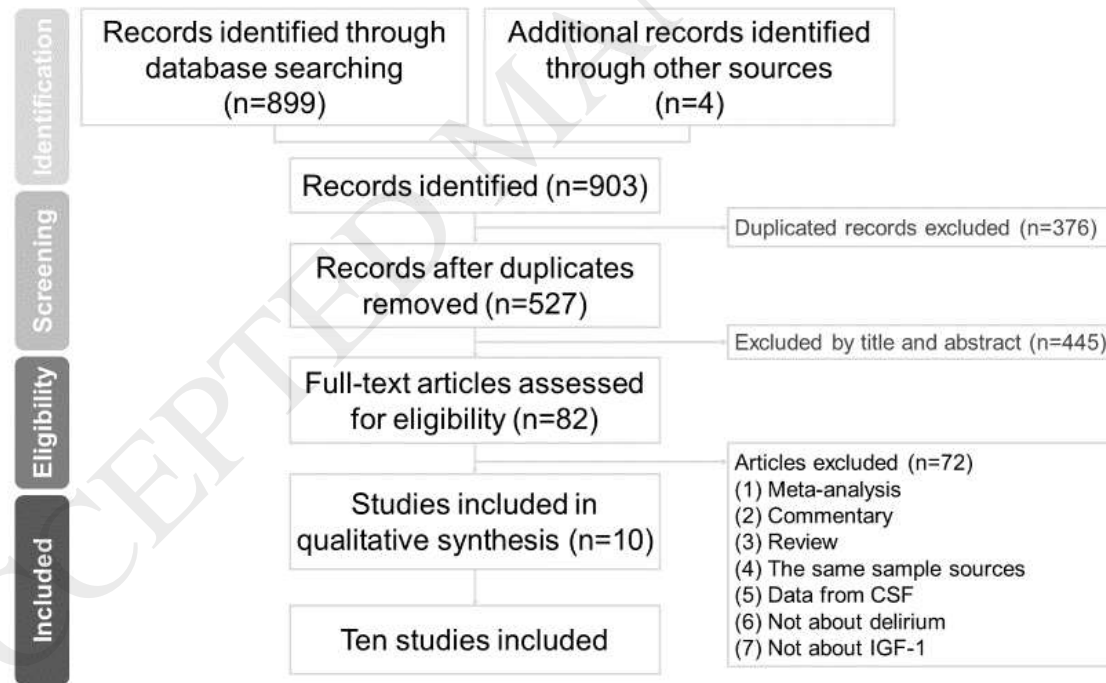 Identification
Records identified through
database searching
(n=899)
Additional records identified
through other sources
(n=4)
Records identified (n=903)
Screening
Duplicated records excluded (n=376)
Records after duplicates
removed (n=527)
Excluded by title and abstract (n=445)
Eligibility
Full-text articles assessed
for eligibility (n=82)
Articles excluded (n=72)
(1) Meta-analysis
(2) Commentary
(3) Review
(4) The same sample sources
(5) Data from CSF
(6) Not about delirium
(7) Not about IGF-1
Included
Studies included in
qualitative synthesis (n=10)
Ten studies included
CCEPTED MA